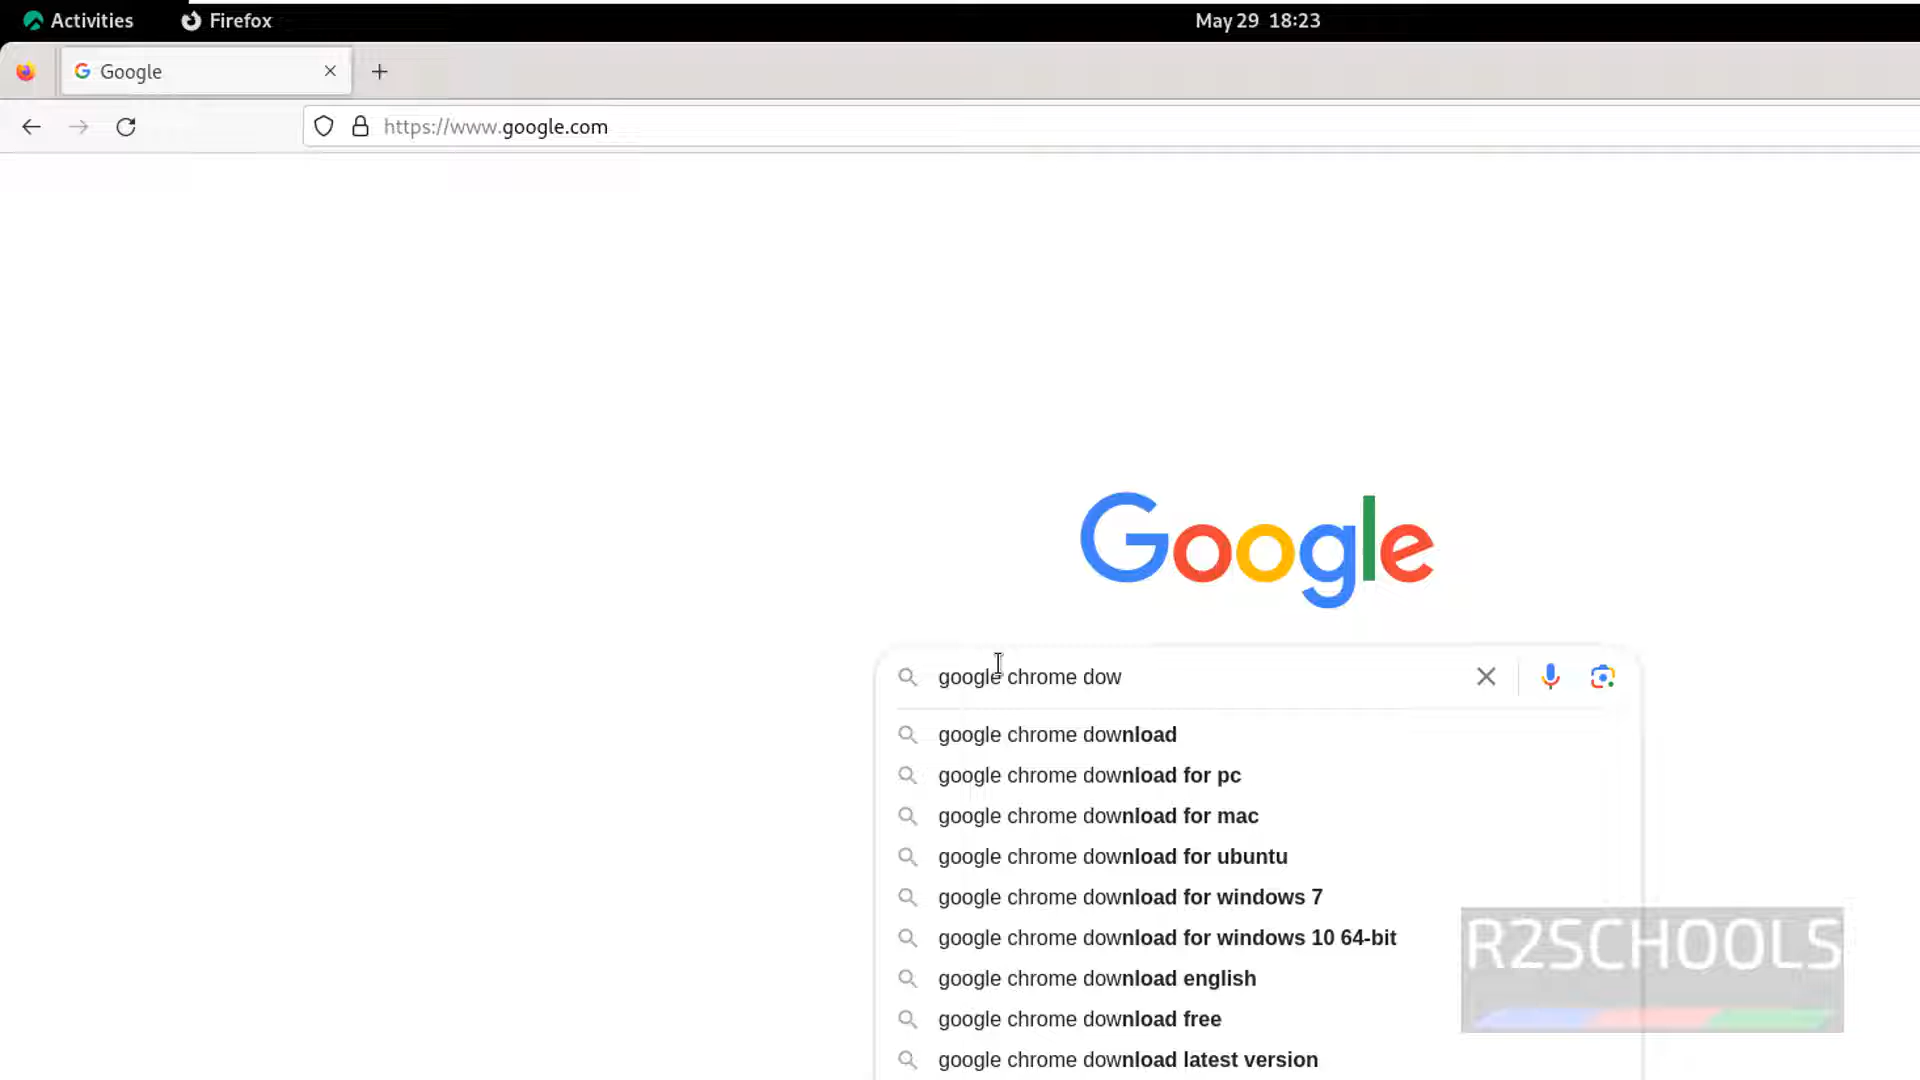 Activities Firefox May 29 18:23
Google
https://www.google.com
Google
google chrome dow
google chrome download
google chrome download for pc
google chrome download for mac
google chrome download for ubuntu
google chrome download for windows 7
google chrome download for windows 10 64-bit
google chrome download english
google chrome download free
google chrome download latest version
R2SCHOOLS